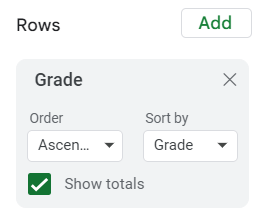 Rows Add
Grade
Order Sort by
Ascen... Grade
Show totals